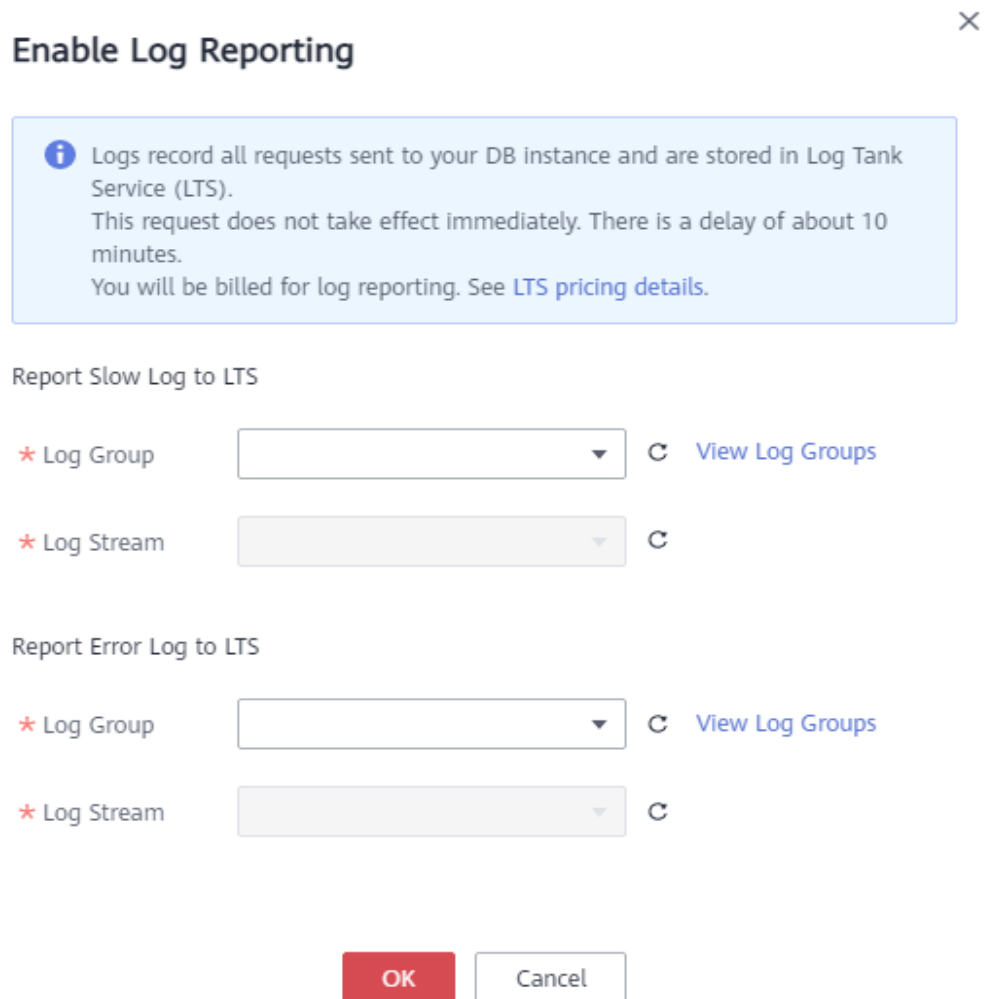 Enable Log Reporting
Logs record all requests sent to your DB instance and are stored in Log Tank
Service (LTS).
This request does not take effect immediately. There is a delay of about 10
minutes.
You will be billed for log reporting. See LTS pricing details.
Report Slow Log to LTS
* Log Group View Log Groups
* Log Stream
Report Error Log to LTS
* Log Group View Log Groups
* Log Stream
OK Cancel